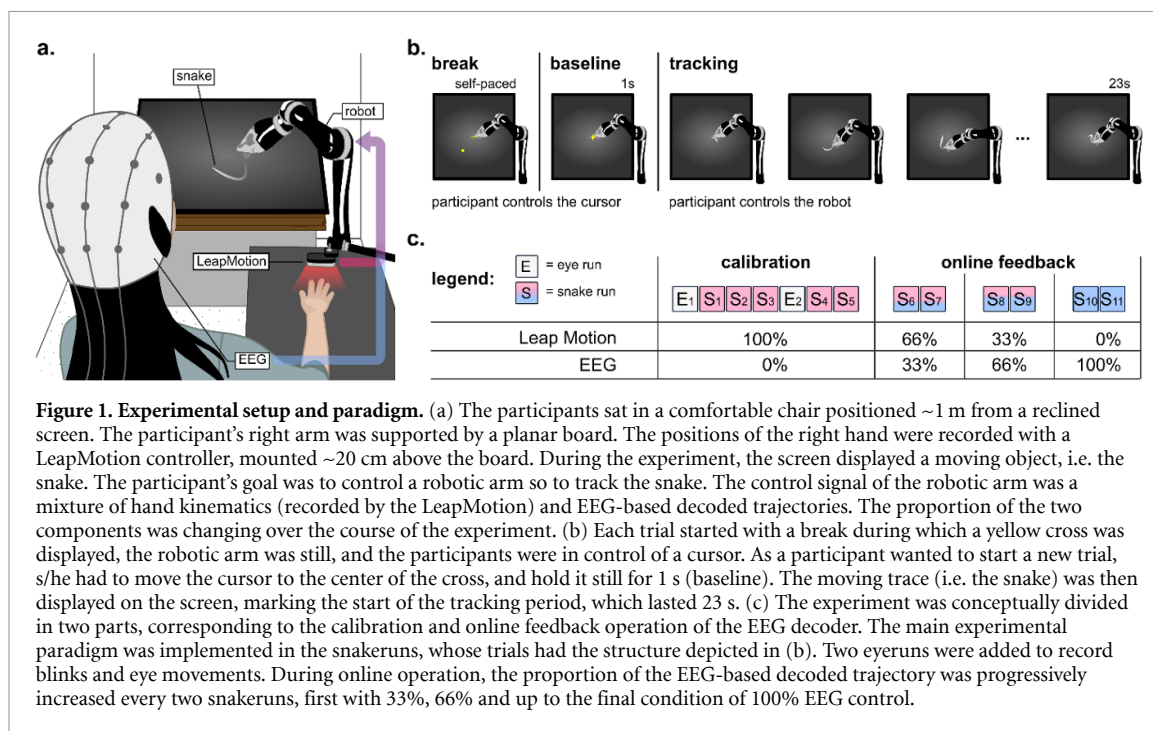 a.
snake
robot
LeapMotion
EEG
b.
break
baseline
tracking
self-paced
1s
23s
...
participant controls the cursor
participant controls the robot
c.
legend:
E = eye run
S = snake run
calibration
online feedback
E1 S1 S2 S3 E2 S4 S5 S6 S7 S8 S9 S10 S11
Leap Motion 100% 66% 33% 0%
EEG 0% 33% 66% 100%
Figure 1. Experimental setup and paradigm. (a) The participants sat in a comfortable chair positioned ~1 m from a reclined
screen. The participant's right arm was supported by a planar board. The positions of the right hand were recorded with a
LeapMotion controller, mounted ~20 cm above the board. During the experiment, the screen displayed a moving object, i.e. the
snake. The participant's goal was to control a robotic arm so to track the snake. The control signal of the robotic arm was a
mixture of hand kinematics (recorded by the LeapMotion) and EEG-based decoded trajectories. The proportion of the two
components was changing over the course of the experiment. (b) Each trial started with a break during which a yellow cross was
displayed, the robotic arm was still, and the participants were in control of a cursor. As a participant wanted to start a new trial,
s/he had to move the cursor to the center of the cross, and hold it still for 1 s (baseline). The moving trace (i.e. the snake) was then
displayed on the screen, marking the start of the tracking period, which lasted 23 s. (c) The experiment was conceptually divided
in two parts, corresponding to the calibration and online feedback operation of the EEG decoder. The main experimental
paradigm was implemented in the snakeruns, whose trials had the structure depicted in (b). Two eyeruns were added to record
blinks and eye movements. During online operation, the proportion of the EEG-based decoded trajectory was progressively
increased every two snakeruns, first with 33%, 66% and up to the final condition of 100% EEG control.